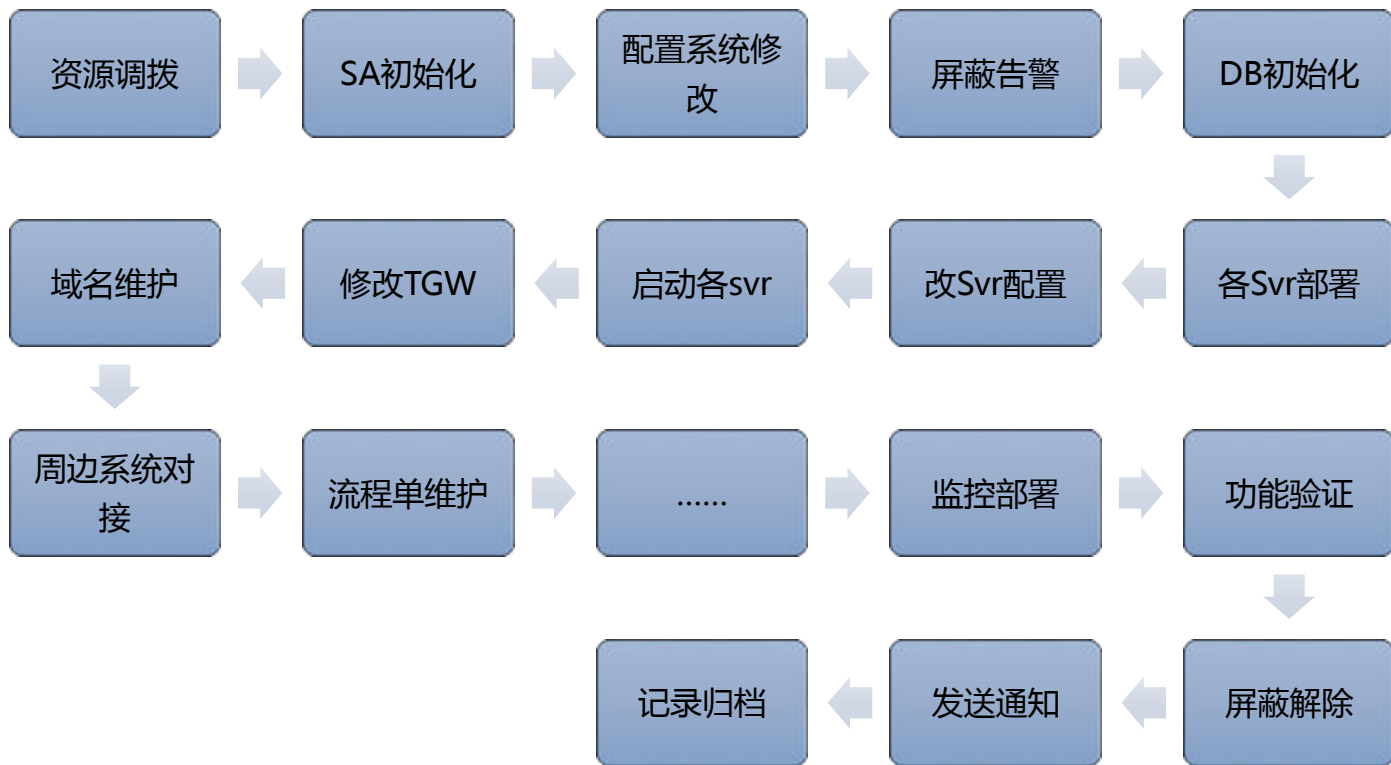 资源调拨
SA初始化
配置系统修
改
屏蔽告警
DB初始化
各Svr部署
改Svr配置
启动各svr
修改TGW
域名维护
周边系统对
接
流程单维护
......
监控部署
功能验证
屏蔽解除
发送通知
记录归档